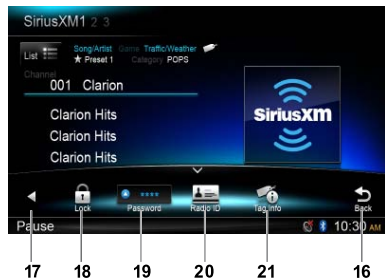 SiriusXM1 2 3
List Song/Artist Game Traffic/Weather
★ Preset 1 Category POPS
Channel
001 Clarion
Clarion Hits
Clarion Hits
Clarion Hits
SiriusXM
Lock Password Radio ID Tag Info Back
Pause 10:30 AM
17 18 19 20 21 16